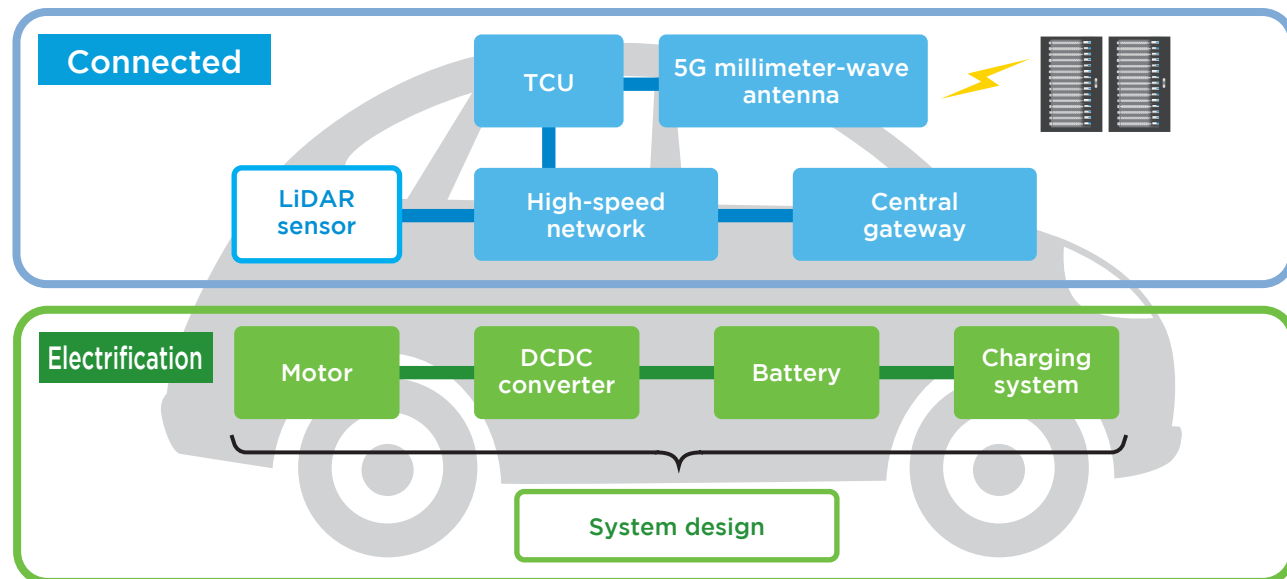 Connected
TCU
5G millimeter-wave
antenna
LiDAR
sensor
High-speed
network
Central
gateway
Electrification
Motor
DCDC
converter
Battery
Charging
system
System design